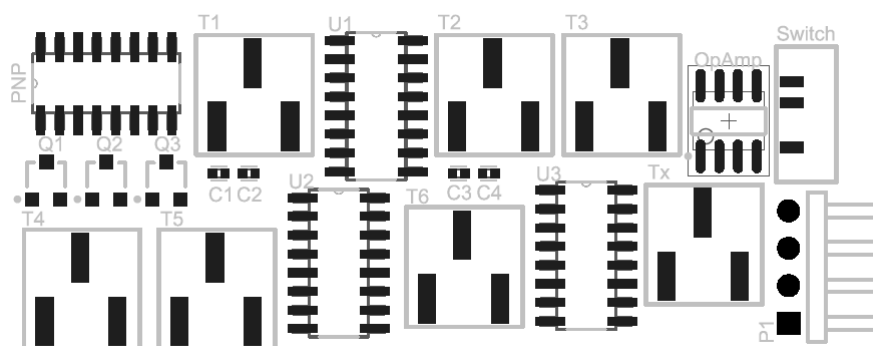 T1
U1
T2
T3
Switch
OpAmp
PNP
Q1
Q2
Q3
C1
C2
U2
C3
C4
U3
Tx
T4
T5
T6
P1